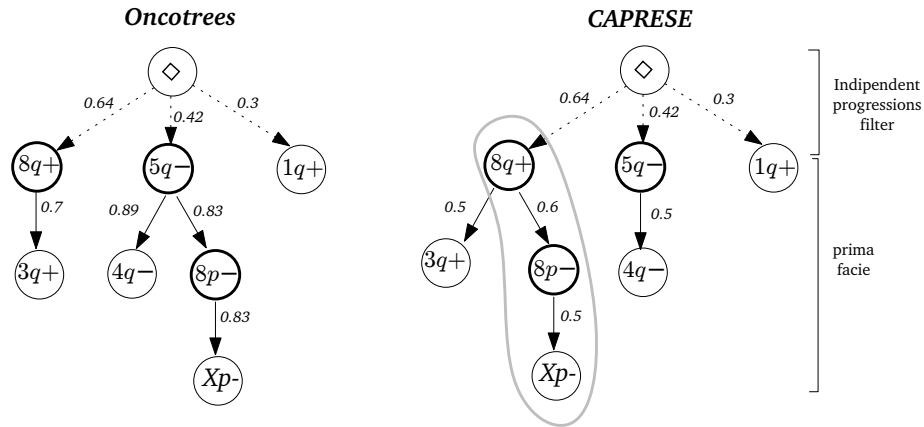 Oncotrees
CAPRESE
◇
◇
0.64
0.42
0.3
0.64
0.42
0.3
Indipendent
progressions
filter
8q+
5q−
1q+
8q+
5q−
1q+
0.7
0.89
0.83
0.5
0.6
0.5
3q+
4q−
8p−
3q+
8p−
4q−
prima
facie
0.83
0.5
Xp-
Xp-